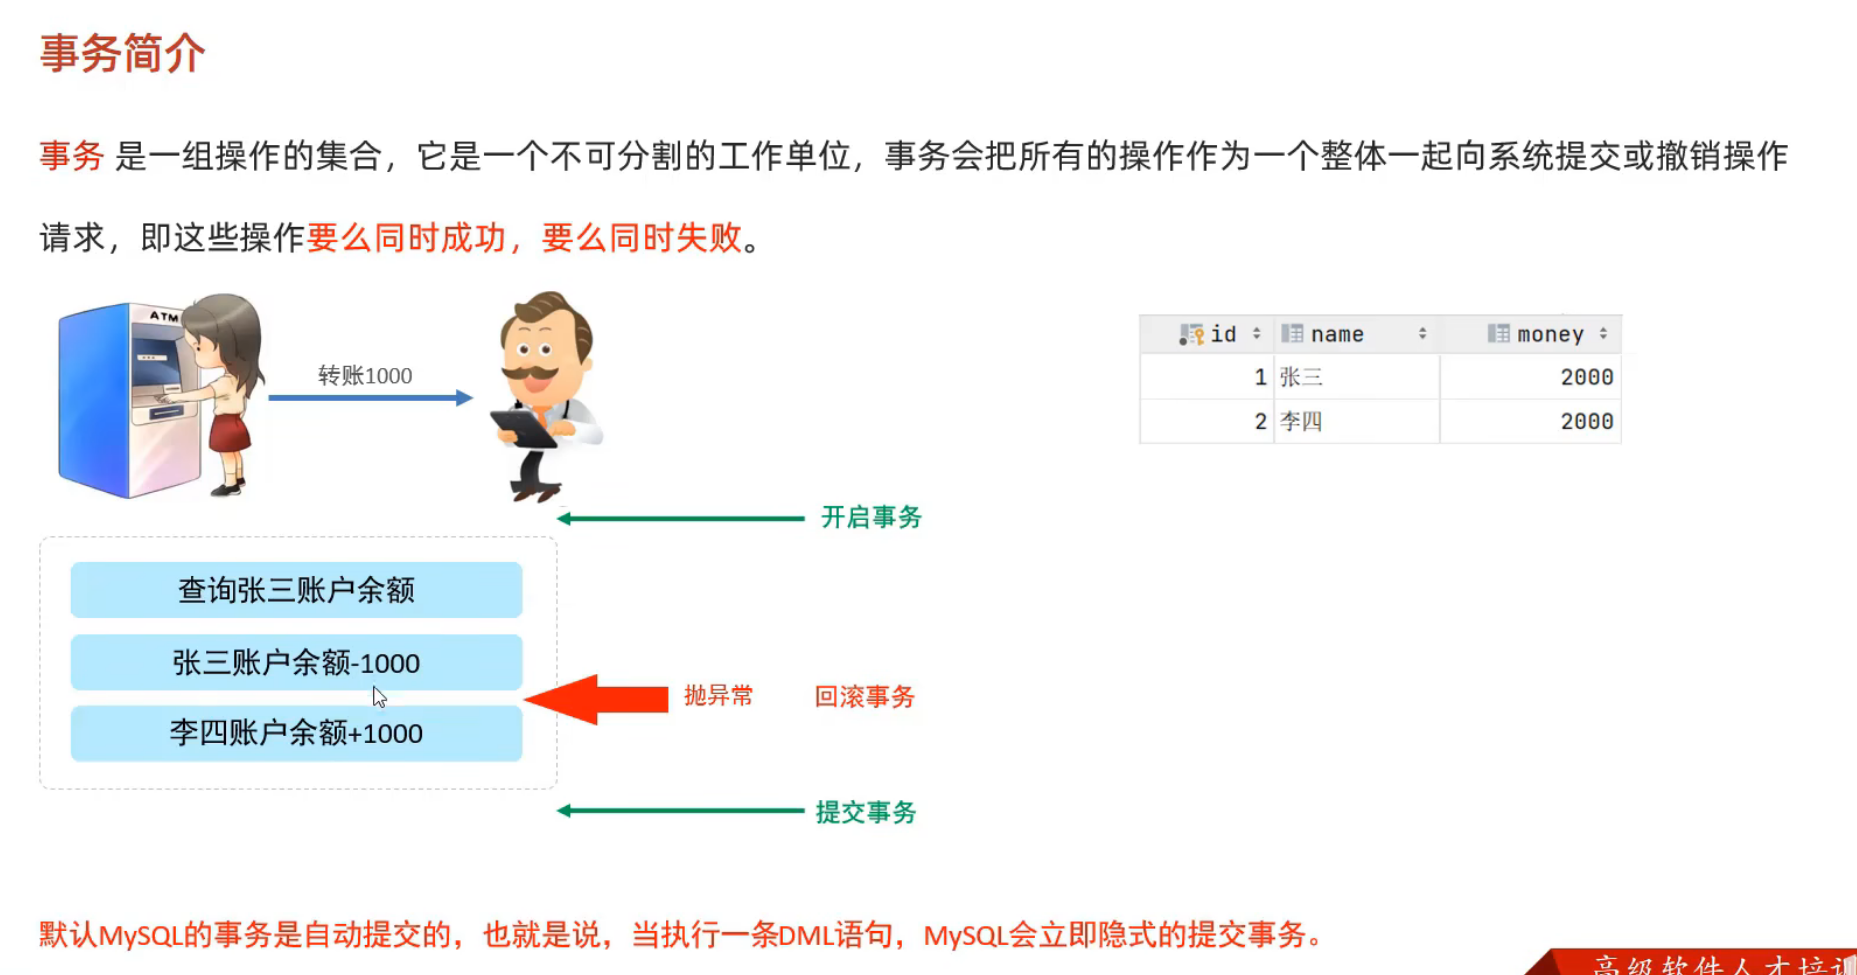 事务简介
事务 是一组操作的集合，它是一个不可分割的工作单位，事务会把所有的操作作为一个整体一起向系统提交或撤销操作
请求，即这些操作要么同时成功，要么同时失败。
ATM
转账1000
id name money
1 张三 2000
2 李四 2000
开启事务
查询张三账户余额
张三账户余额-1000
抛异常 回滚事务
李四账户余额+1000
提交事务
默认MySQL的事务是自动提交的，也就是说，当执行一条DML语句，MySQL会立即隐式的提交事务。
高级软件人才培训